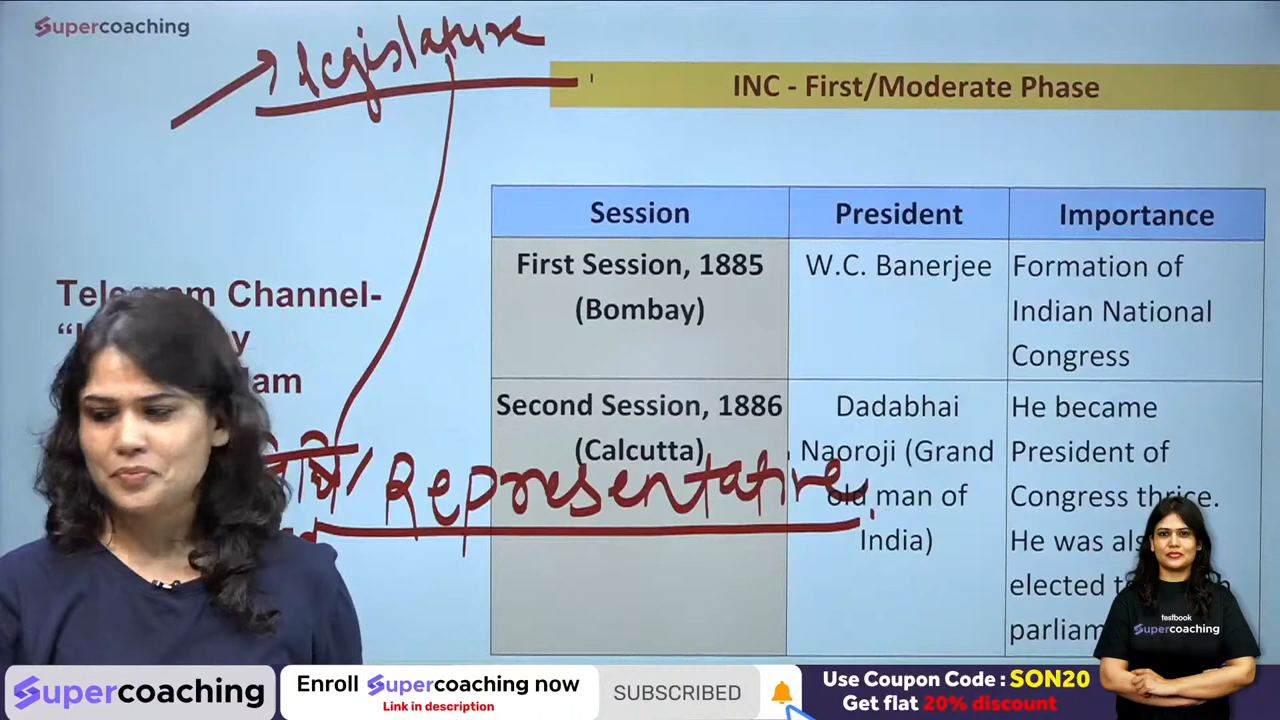 Supercoaching
legislature
INC - First/Moderate Phase
Session
President
Importance
First Session, 1885
(Bombay)
W.C. Banerjee
Formation of
Indian National
Congress
Second Session, 1886
(Calcutta)
Dadabhai
Naoroji (Grand
old man of
India)
He became
President of
Congress thrice.
He was
elected
Telegram Channel-
Representative
testbook
Supercoaching
Supercoaching
Enroll Supercoaching now
Link in description
SUBSCRIBED
Use Coupon Code : SON20
Get flat 20% discount